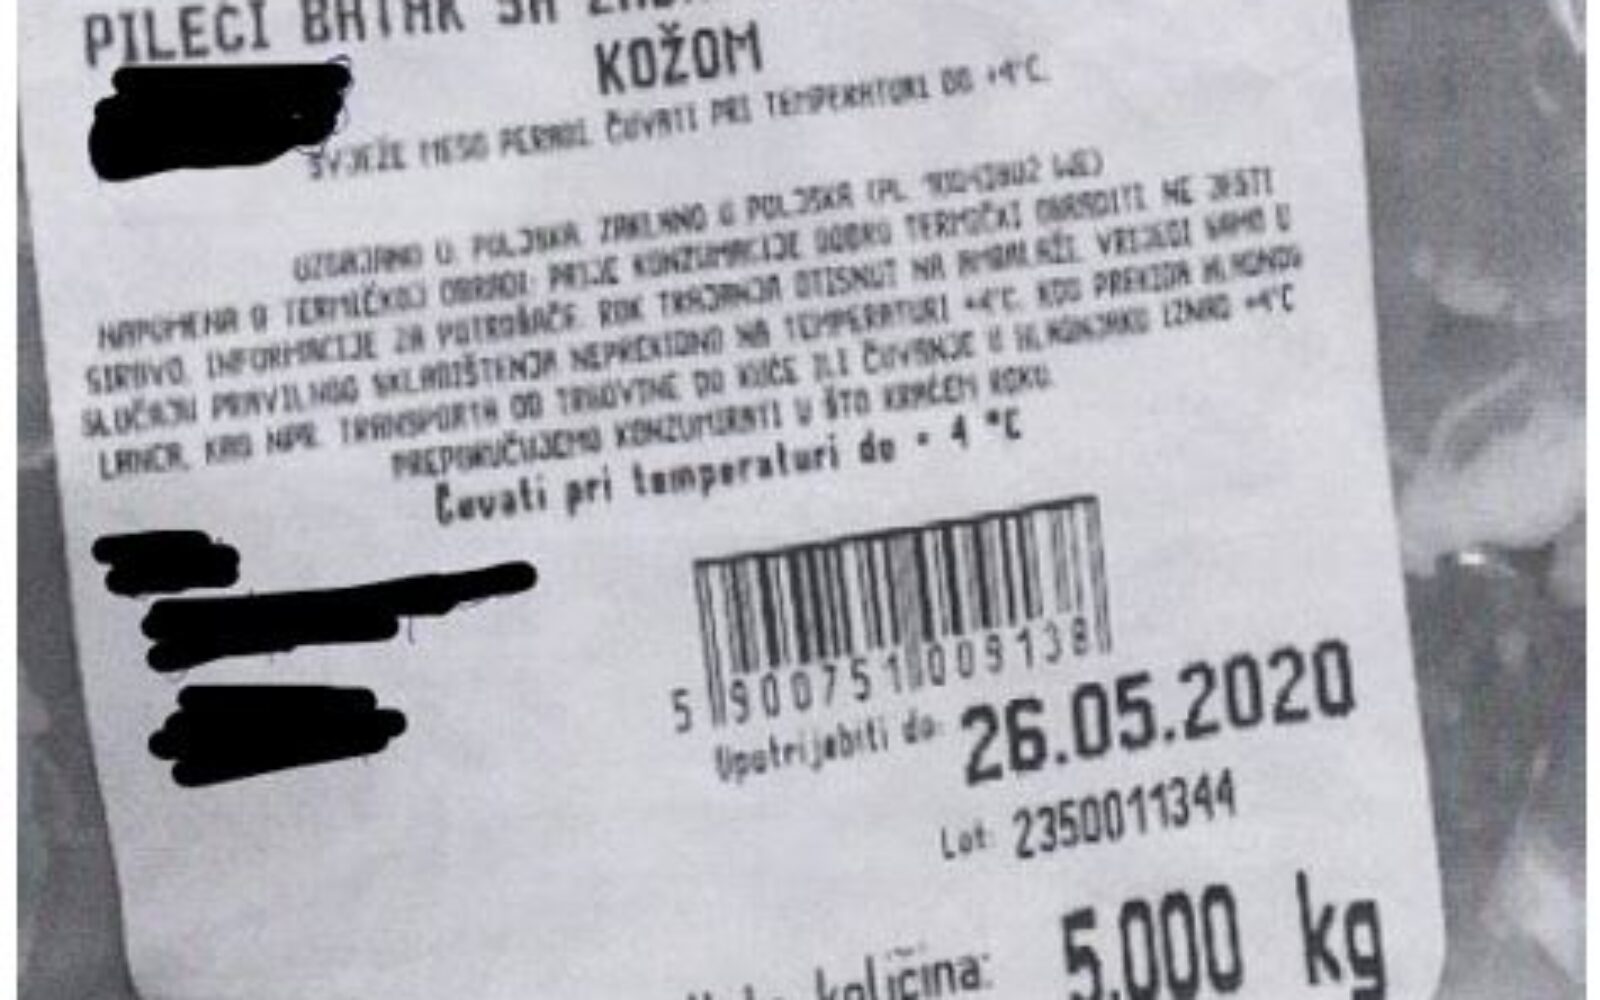 PILEĆI BATAK SA
KOŽOM
SVJEŽE MESO PERADI. ČUVATI PRI TEMPERATURI DO +4°C.
UZGAJANO U: POLJSKA ZAKLANO U POLJSKA (PL WE)
NAPOMENA O TERMIČKOJ OBRADI: PRIJE KONZUMACIJE DOBRO TERMIČKI OBRADITI. NE JESTI
SIROVO. INFORMACIJE ZA POTROŠAČE: ROK TRAJANJA OTISNUT NA AMBALAŽI. VRIJEDI SAMO U
SLUČAJU PRAVILNOG SKLADIŠTENJA NEPREKIDNO NA TEMPERATURI +4°C. KOD PREKIDA HLADNOG
LANCA, KAO NPR. TRANSPORTA OD TRGOVINE DO KUĆE ILI ČUVANJE U HLADNJAKU IZNAD +4°C
PREPORUČUJEMO KONZUMIRATI U ŠTO KRAĆEM ROKU.
Čuvati pri temperaturi do + 4 °C
5 900751 009138
Upotrijebiti do: 26.05.2020
Lot: 2350011344
količina: 5,000 kg